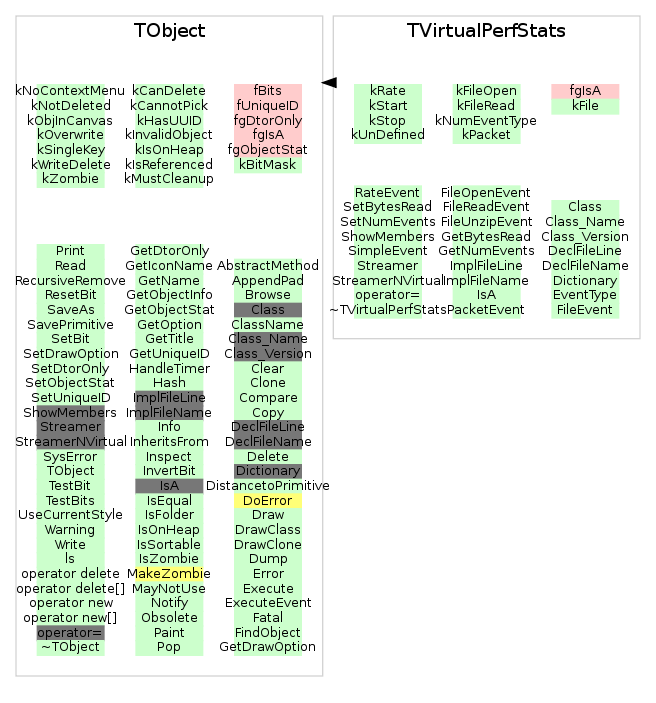 TObject
kNoContextMenu kCanDelete fBits
kNotDeleted kCannotPick fUniqueID
kObjInCanvas kHasUUID fgDtorOnly
kOverwrite kInvalidObject fgIsA
kSingleKey kIsOnHeap fgObjectStat
kWriteDelete kIsReferenced kBitMask
kZombie kMustCleanup
Print GetDtorOnly
Read GetIconName AbstractMethod
RecursiveRemove GetName AppendPad
ResetBit GetObjectInfo Browse
SaveAs GetObjectStat Class
SavePrimitive GetOption ClassName
SetBit GetTitle Class_Name
SetDrawOption GetUniqueID Class_Version
SetDtorOnly HandleTimer Clear
SetObjectStat Hash Clone
SetUniqueID ImplFileLine Compare
ShowMembers ImplFileName Copy
Streamer Info DeclFileLine
StreamerNVirtual InheritsFrom DeclFileName
SysError Inspect Delete
TObject InvertBit Dictionary
TestBit IsA DistancetoPrimitive
TestBits IsEqual DoError
UseCurrentStyle IsFolder Draw
Warning IsOnHeap DrawClass
Write IsSortable DrawClone
ls IsZombie Dump
operator delete MakeZombie Error
operator delete[] MayNotUse Execute
operator new Notify ExecuteEvent
operator new[] Obsolete Fatal
operator= Paint FindObject
~TObject Pop GetDrawOption
TVirtualPerfStats
kRate kFileOpen fgIsA
kStart kFileRead kFile
kStop kNumEventType
kUnDefined kPacket
RateEvent FileOpenEvent
SetBytesRead FileReadEvent Class
SetNumEvents FileUnzipEvent Class_Name
ShowMembers GetBytesRead Class_Version
SimpleEvent GetNumEvents DeclFileLine
Streamer ImplFileLine DeclFileName
StreamerNVirtual ImplFileName Dictionary
operator= IsA EventType
~TVirtualPerfStats PacketEvent FileEvent